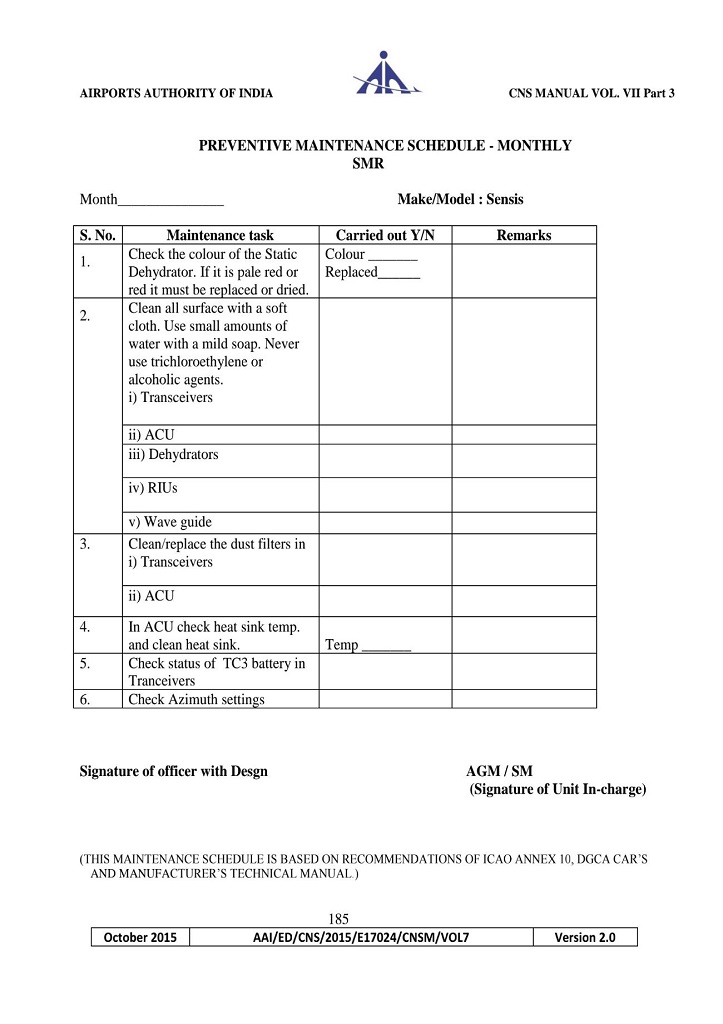 AIRPORTS AUTHORITY OF INDIA CNS MANUAL VOL. VII Part 3
PREVENTIVE MAINTENANCE SCHEDULE - MONTHLY
SMR
Month_______________ Make/Model : Sensis
S. No. Maintenance task Carried out Y/N Remarks
1. Check the colour of the Static Dehydrator. If it is pale red or red it must be replaced or dried.
Colour _______
Replaced______
2. Clean all surface with a soft
cloth. Use small amounts of
water with a mild soap. Never
use trichloroethylene or
alcoholic agents.
i) Transceivers
ii) ACU
iii) Dehydrators
iv) RIUs
v) Wave guide
3. Clean/replace the dust filters in
i) Transceivers
ii) ACU
4. In ACU check heat sink temp.
and clean heat sink. Temp _______
5. Check status of TC3 battery in
Tranceivers
6. Check Azimuth settings
Signature of officer with Desgn AGM / SM
(Signature of Unit In-charge)
(THIS MAINTENANCE SCHEDULE IS BASED ON RECOMMENDATIONS OF ICAO ANNEX 10, DGCA CAR’S
AND MANUFACTURER’S TECHNICAL MANUAL.)
185
October 2015 AAI/ED/CNS/2015/E17024/CNSM/VOL7 Version 2.0